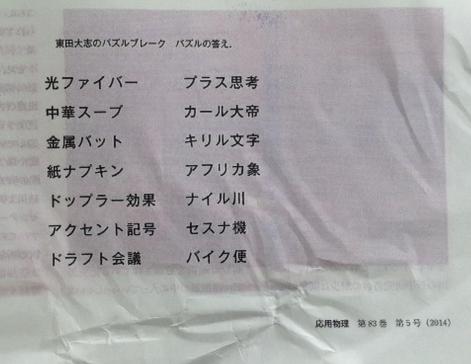 東田大志のパズルブレーク パズルの答え．
光ファイバー プラス思考
中華スープ カール大帝
金属バット キリル文字
紙ナプキン アフリカ象
ドップラー効果 ナイル川
アクセント記号 セスナ機
ドラフト会議 バイク便
応用物理 第83巻 第5号（2014）